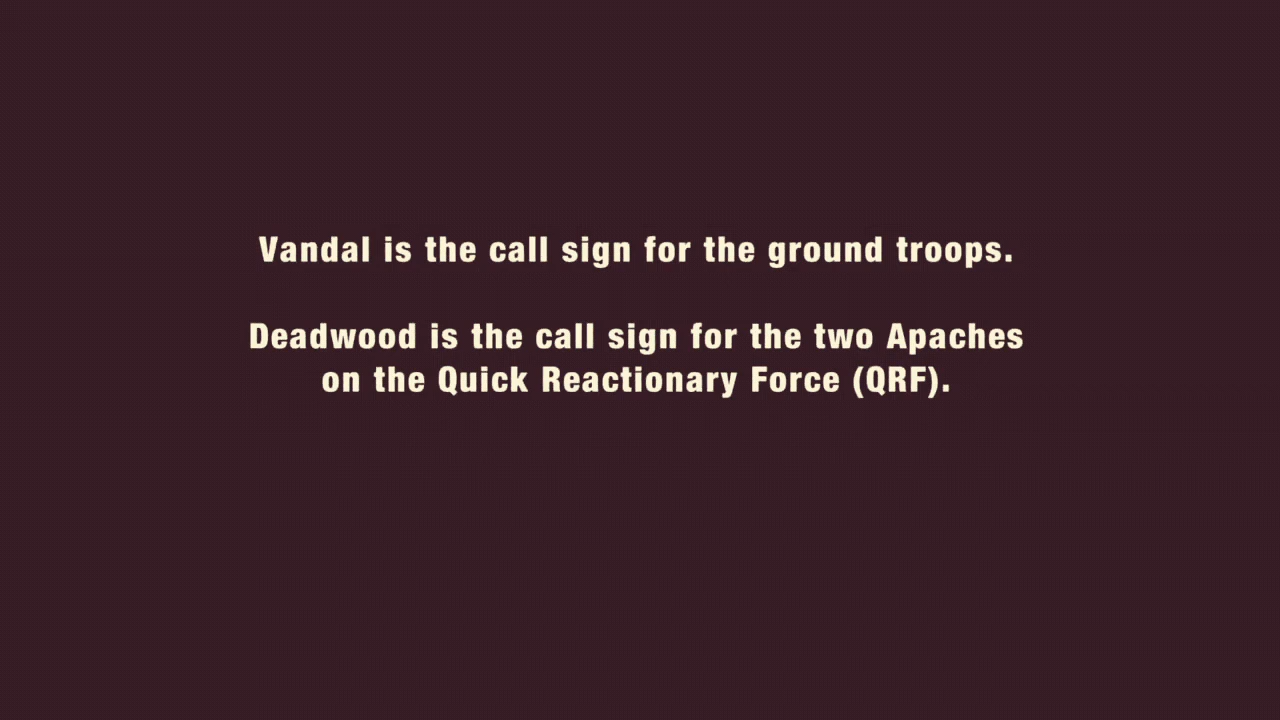 Vandal is the call sign for the ground troops.
Deadwood is the call sign for the two Apaches
on the Quick Reactionary Force (QRF).